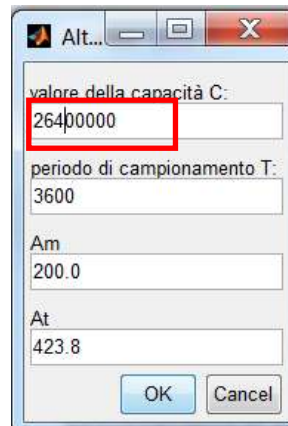 Alt...
valore della capacità C:
26400000
periodo di campionamento T:
3600
Am
200.0
At
423.8
OK Cancel